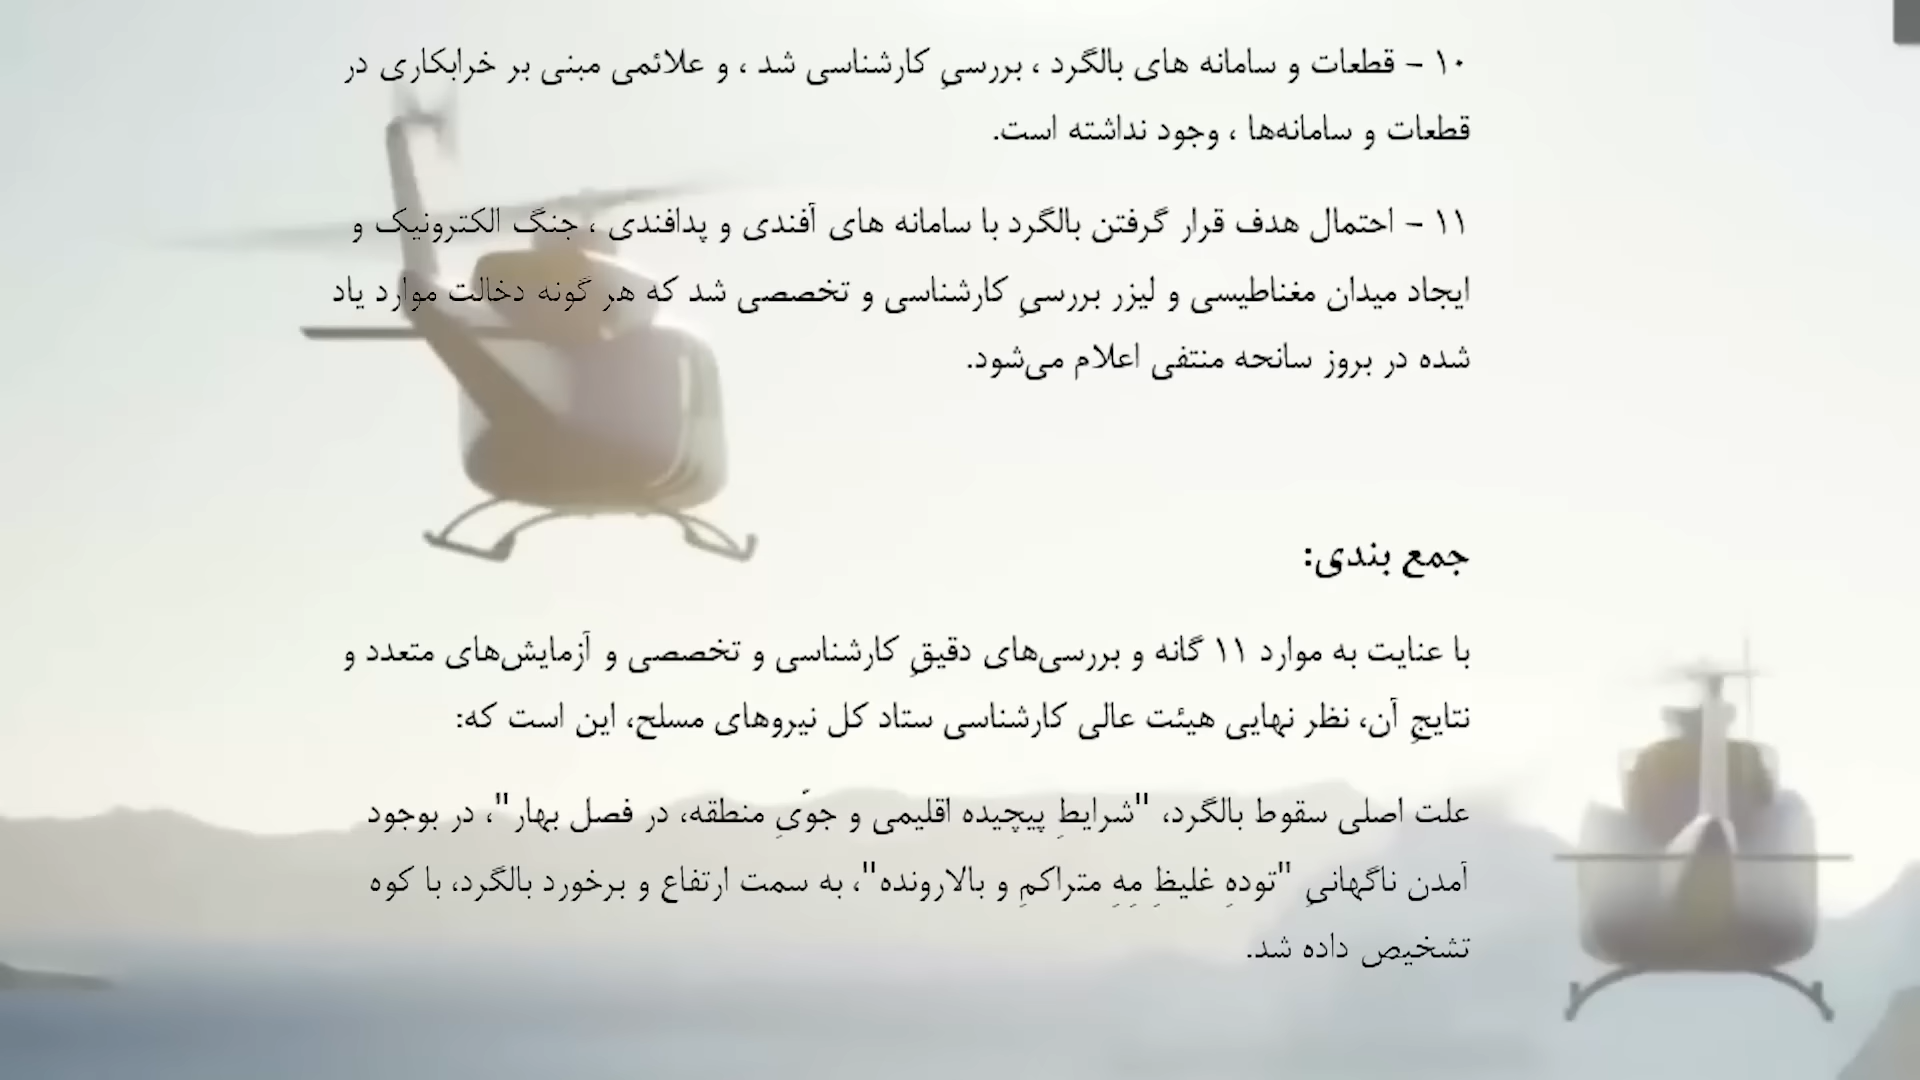 ۱۰ – قطعات و سامانه های بالگرد ، بررسیِ کارشناسی شد ، و علائمی مبنی بر خرابکاری در
قطعات و سامانه‌ها ، وجود نداشته است.
۱۱ – احتمال هدف قرار گرفتن بالگرد با سامانه های آفندی و پدافندی ، جنگ الکترونیک و
ایجاد میدان مغناطیسی و لیزر بررسیِ کارشناسی و تخصصی شد که هر گونه دخالت موارد یاد
شده در بروز سانحه منتفی اعلام می‌شود.
جمع بندی:
با عنایت به موارد ۱۱ گانه و بررسی‌های دقیقِ کارشناسی و تخصصی و آزمایش‌های متعدد و
نتایجِ آن، نظر نهایی هیئت عالی کارشناسی ستاد کل نیروهای مسلح، این است که:
علت اصلی سقوط بالگرد، "شرایطِ پیچیده اقلیمی و جوّیِ منطقه، در فصل بهار"، در بوجود
آمدن ناگهانیِ "تودهِ غلیظِ مِهِ متراکمِ و بالارونده"، به سمت ارتفاع و برخورد بالگرد، با کوه
تشخیص داده شد.